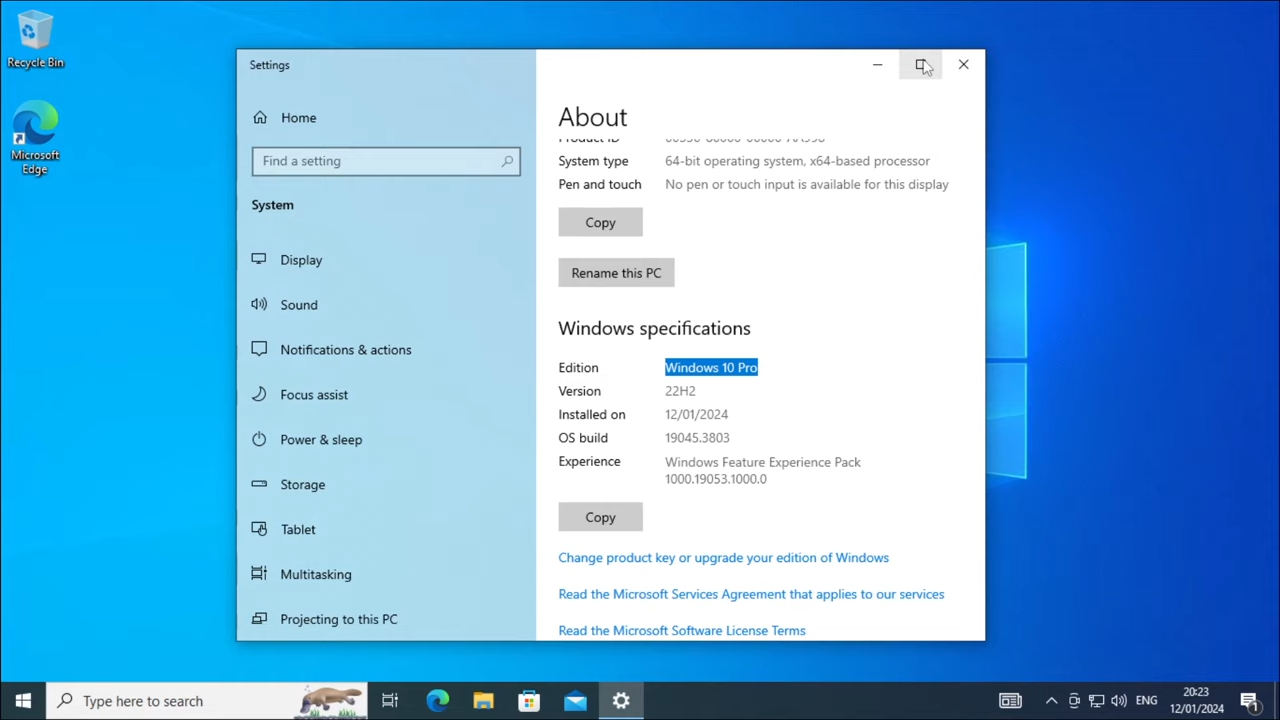 Recycle Bin
Microsoft
Edge
Settings
Home
Find a setting
System
Display
Sound
Notifications & actions
Focus assist
Power & sleep
Storage
Tablet
Multitasking
Projecting to this PC
About
Product ID
System type 64-bit operating system, x64-based processor
Pen and touch No pen or touch input is available for this display
Copy
Rename this PC
Windows specifications
Edition Windows 10 Pro
Version 22H2
Installed on 12/01/2024
OS build 19045.3803
Experience Windows Feature Experience Pack
1000.19053.1000.0
Copy
Change product key or upgrade your edition of Windows
Read the Microsoft Services Agreement that applies to our services
Read the Microsoft Software License Terms
Type here to search
ENG
20:23
12/01/2024
1